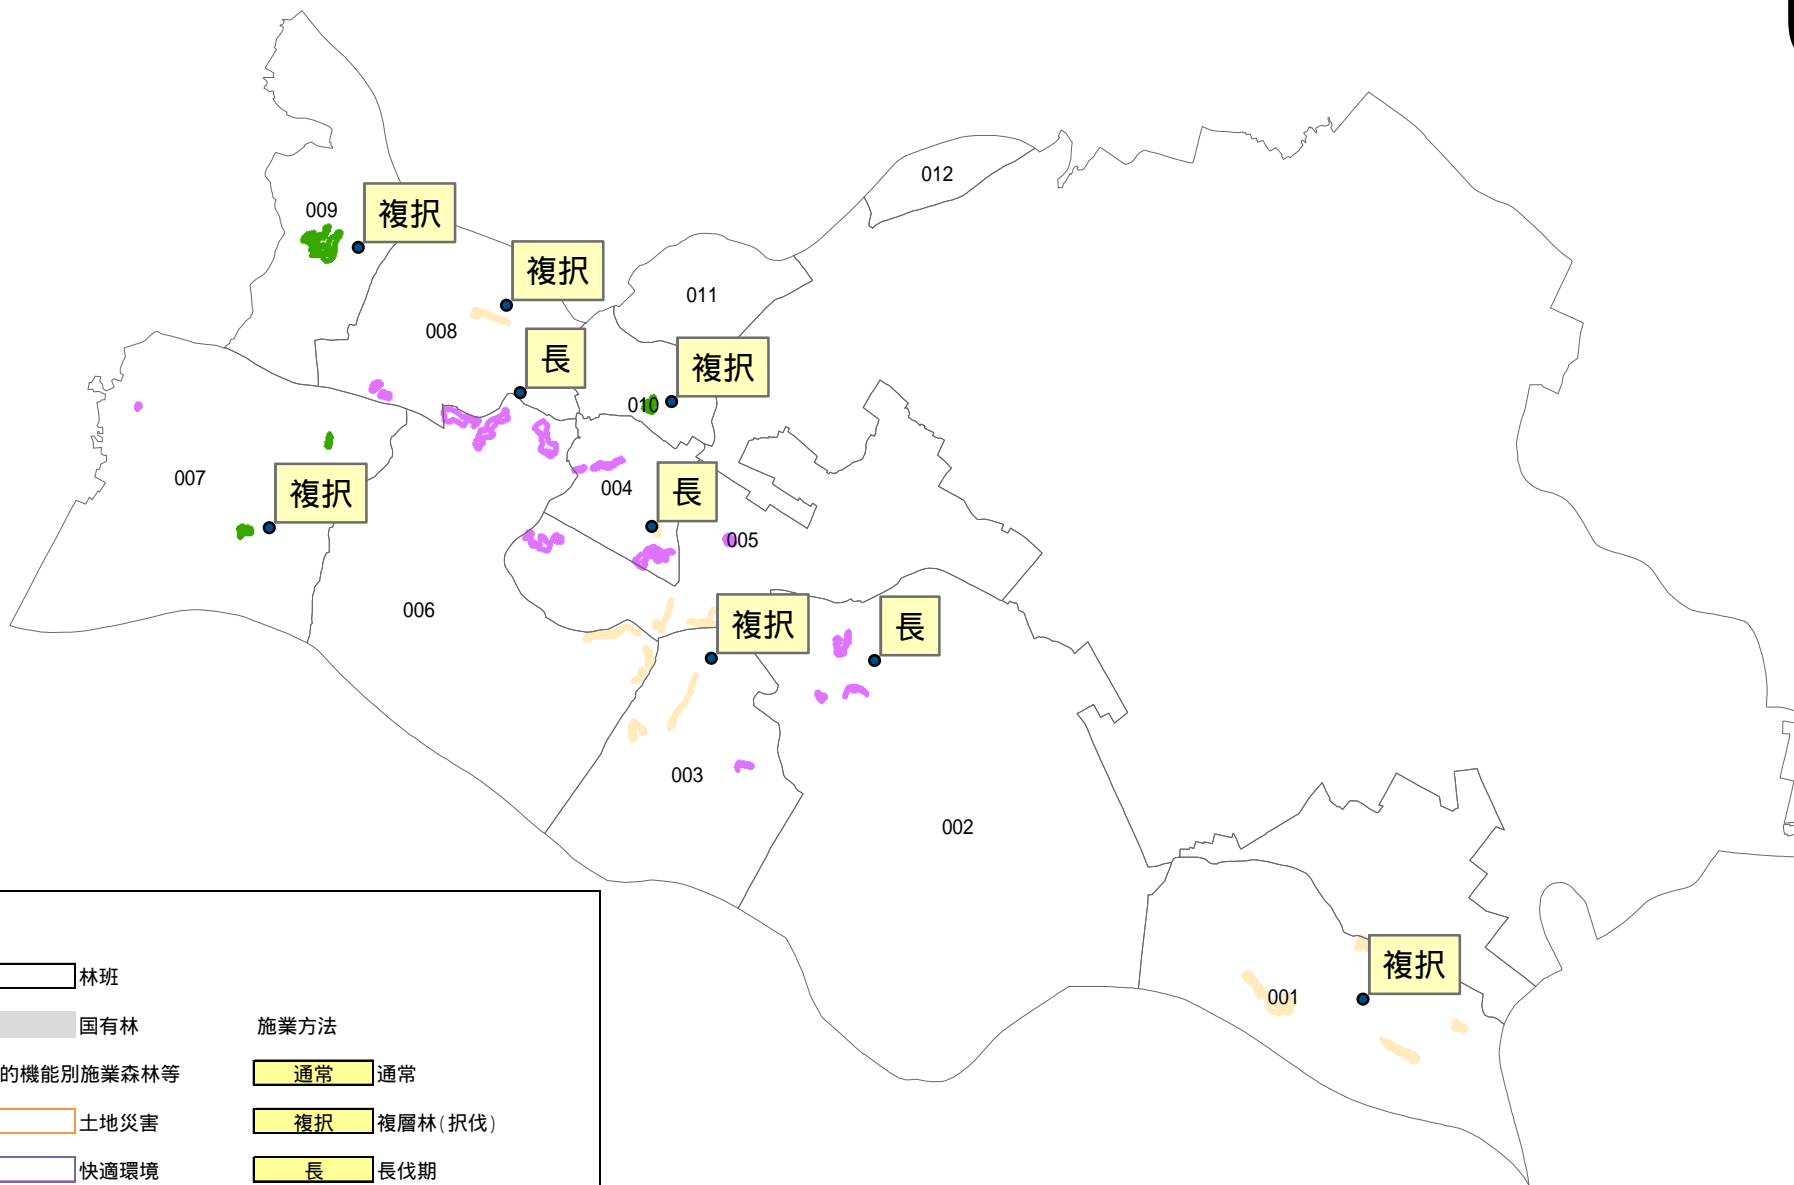 012
009
複択
複択
011
008
長
複択
010
007
複択
004
長
005
006
複択
長
003
002
複択
001
林班
国有林
施業方法
的機能別施業森林等
通常
通常
土地災害
複択
複層林(択伐)
快適環境
長
長伐期